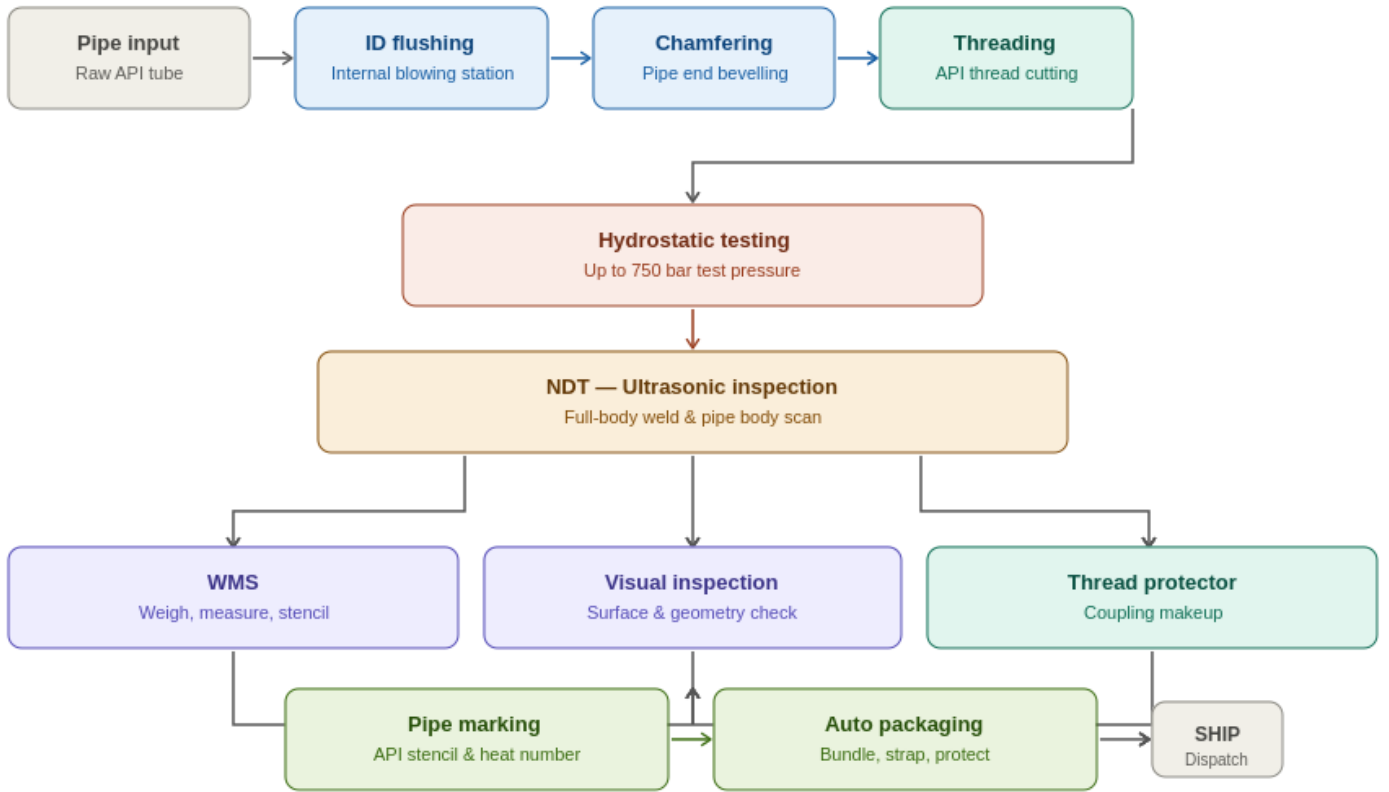 Pipe input
Raw API tube
ID flushing
Internal blowing station
Chamfering
Pipe end bevelling
Threading
API thread cutting
Hydrostatic testing
Up to 750 bar test pressure
NDT — Ultrasonic inspection
Full-body weld & pipe body scan
WMS
Weigh, measure, stencil
Visual inspection
Surface & geometry check
Thread protector
Coupling makeup
Pipe marking
API stencil & heat number
Auto packaging
Bundle, strap, protect
SHIP
Dispatch